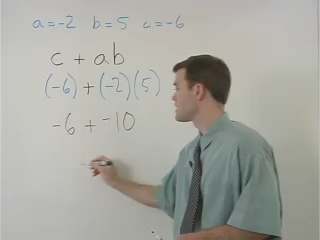 a=-2 b=5 c=-6
c + ab
(-6) + (-2)(5)
-6 + -10